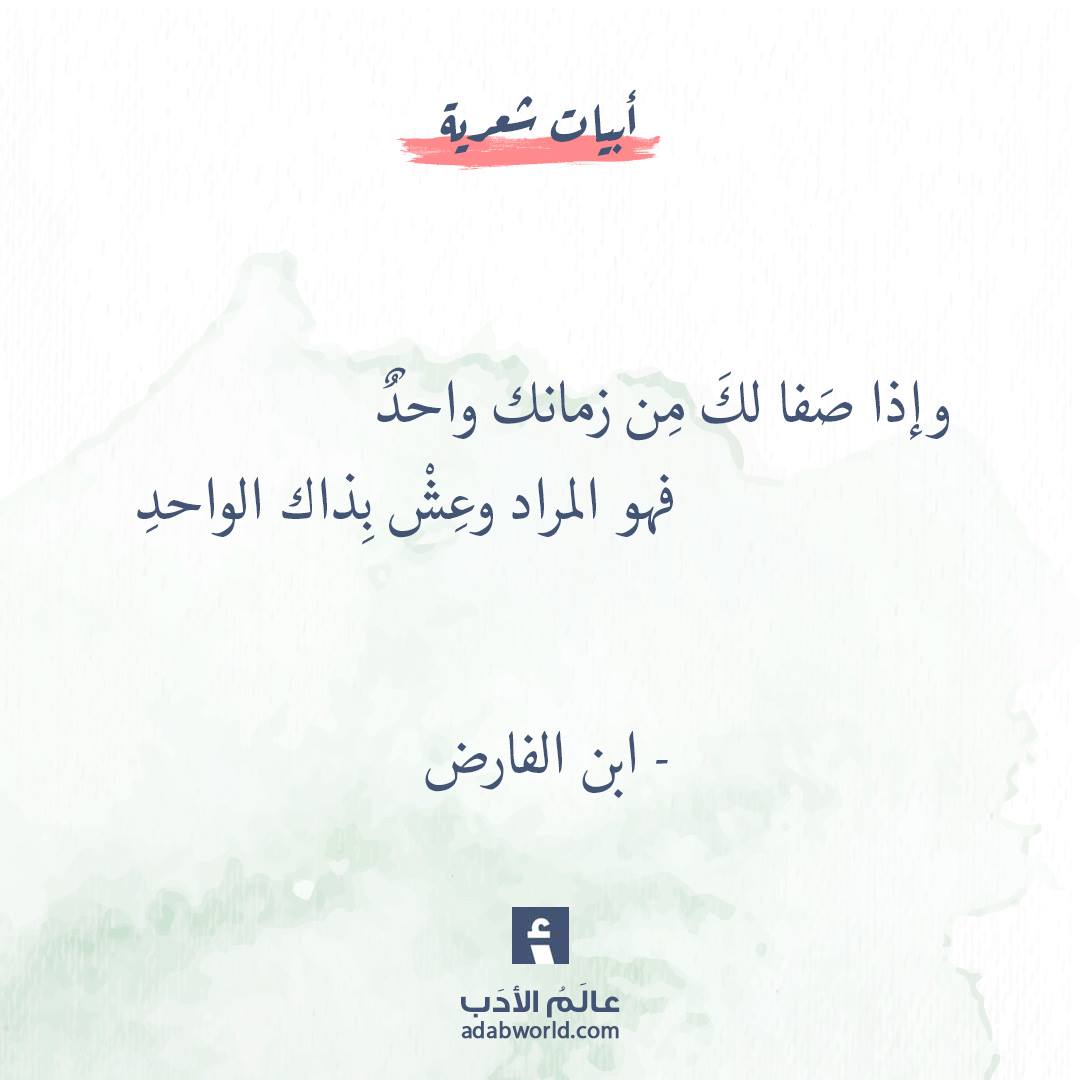 أبيات شعرية
وإذا صَفا لكَ مِن زمانك واحدٌ
فهو المراد وعِشْ بِذاك الواحدِ
- ابن الفارض
أ
عالَمُ الأدَب
adabworld.com